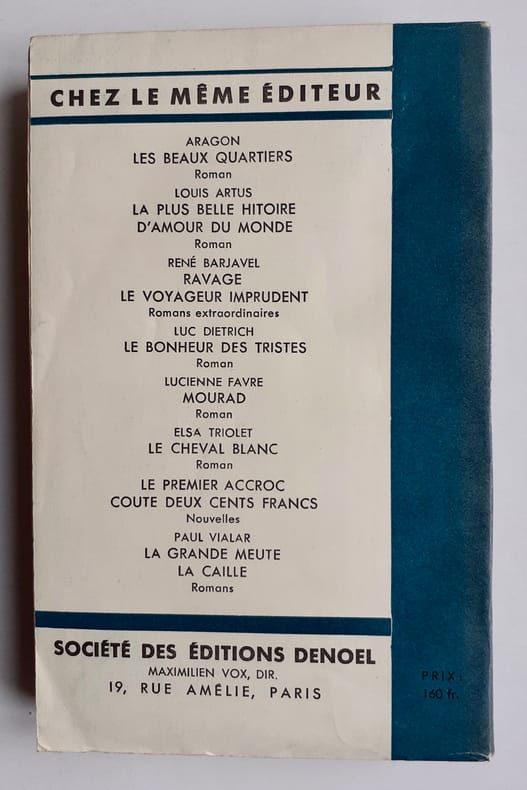 CHEZ LE MÊME ÉDITEUR
ARAGON
LES BEAUX QUARTIERS
Roman
LOUIS ARTUS
LA PLUS BELLE HITOIRE
D'AMOUR DU MONDE
Roman
RENÉ BARJAVEL
RAVAGE
LE VOYAGEUR IMPRUDENT
Romans extraordinaires
LUC DIETRICH
LE BONHEUR DES TRISTES
Roman
LUCIENNE FAVRE
MOURAD
Roman
ELSA TRIOLET
LE CHEVAL BLANC
Roman
LE PREMIER ACCROC
COUTE DEUX CENTS FRANCS
Nouvelles
PAUL VIALAR
LA GRANDE MEUTE
LA CAILLE
Romans
SOCIÉTÉ DES ÉDITIONS DENOEL
MAXIMILIEN VOX, DIR.
19, RUE AMÉLIE, PARIS
PRIX:
160 fr.